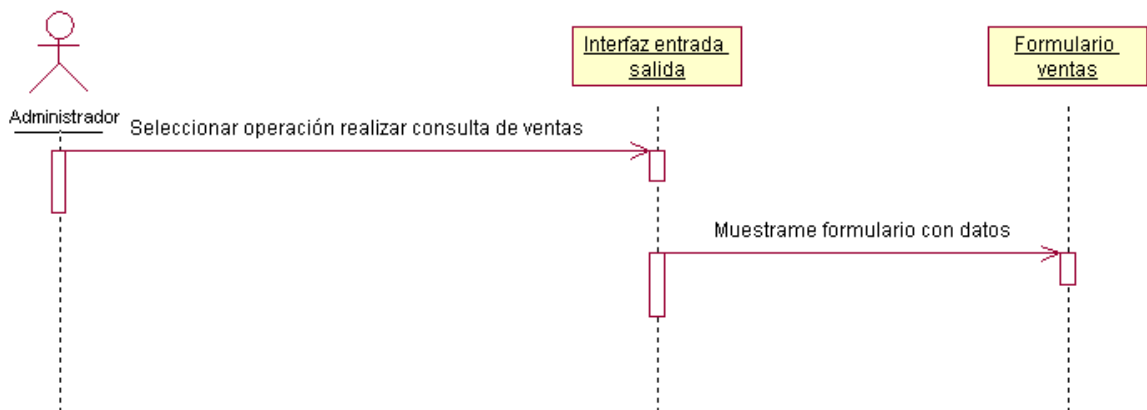 Interfaz entrada
salida
Formulario
ventas
Administrador
Seleccionar operación realizar consulta de ventas
Muestrame formulario con datos